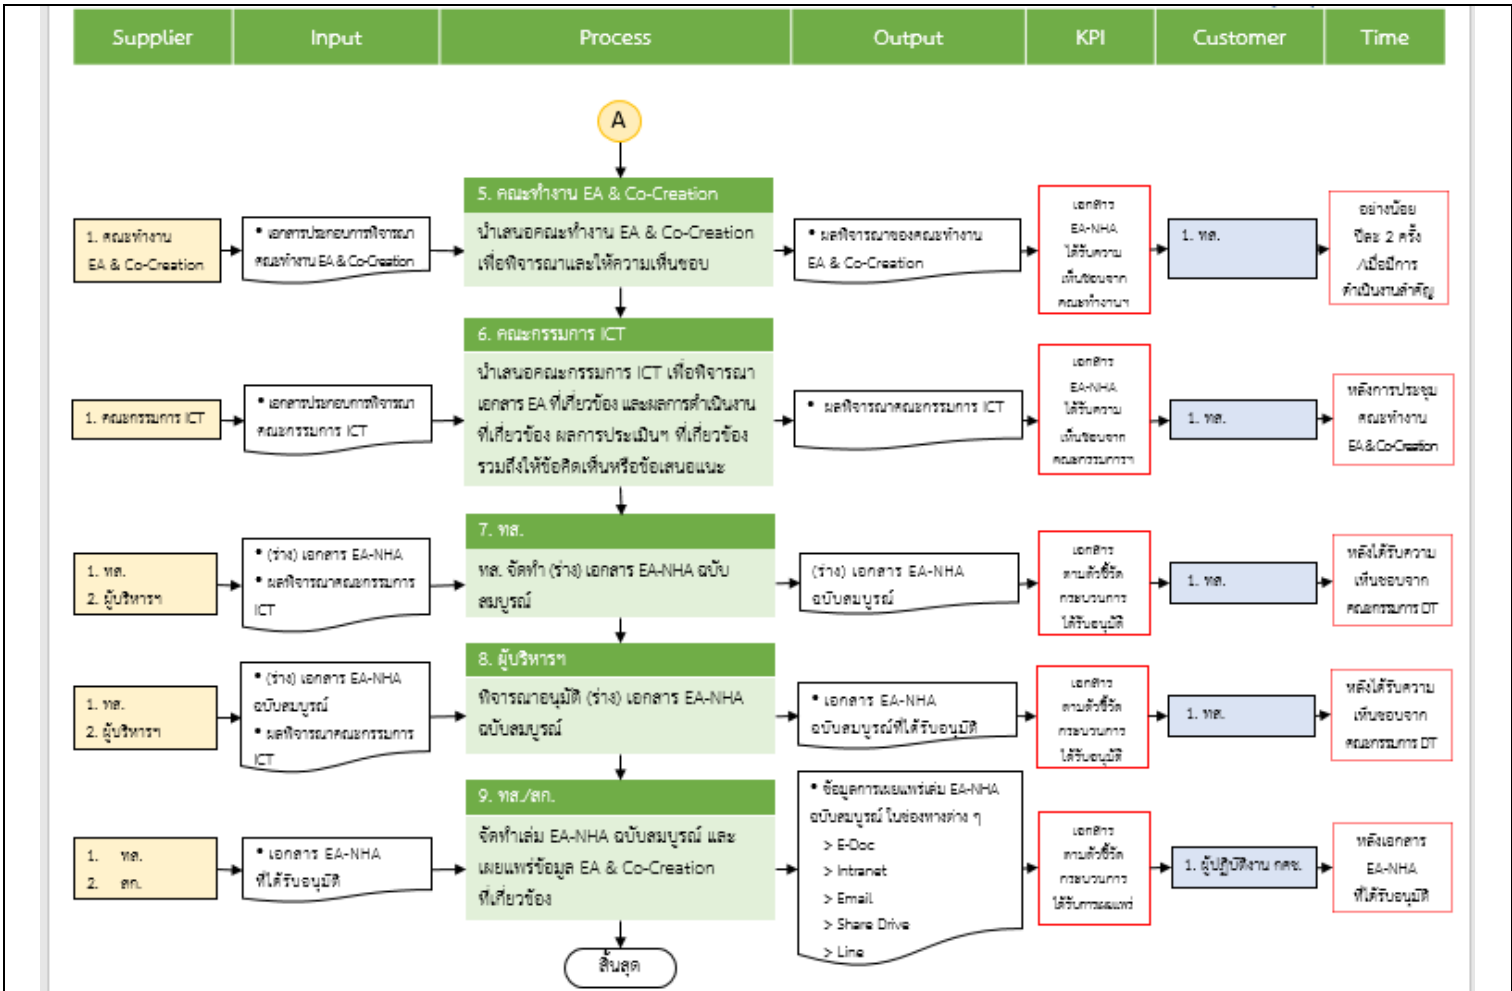 Supplier
Input
Process
Output
KPI
Customer
Time
A
1. คณะทำงาน
EA & Co-Creation
• เอกสารประกอบการพิจารณา
คณะทำงาน EA & Co-Creation
5. คณะทำงาน EA & Co-Creation
นำเสนอคณะทำงาน EA & Co-Creation
เพื่อพิจารณาและให้ความเห็นชอบ
• ผลพิจารณาของคณะทำงาน
EA & Co-Creation
เอกสาร
EA-NHA
ได้รับความ
เห็นชอบจาก
คณะทำงานฯ
1. ทส.
อย่างน้อย
ปีละ 2 ครั้ง
/เมื่อมีการ
ดำเนินงานสำคัญ
1. คณะกรรมการ ICT
• เอกสารประกอบการพิจารณา
คณะกรรมการ ICT
6. คณะกรรมการ ICT
นำเสนอคณะกรรมการ ICT เพื่อพิจารณา
เอกสาร EA ที่เกี่ยวข้อง และผลการดำเนินงาน
ที่เกี่ยวข้อง ผลการประเมินฯ ที่เกี่ยวข้อง
รวมถึงให้ข้อคิดเห็นหรือข้อเสนอแนะ
• ผลพิจารณาคณะกรรมการ ICT
เอกสาร
EA-NHA
ได้รับความ
เห็นชอบจาก
คณะกรรมการฯ
1. ทส.
หลังการประชุม
คณะทำงาน
EA&Co-Creation
1. ทส.
2. ผู้บริหารฯ
• (ร่าง) เอกสาร EA-NHA
• ผลพิจารณาคณะกรรมการ
ICT
7. ทส.
ทส. จัดทำ (ร่าง) เอกสาร EA-NHA ฉบับ
สมบูรณ์
(ร่าง) เอกสาร EA-NHA
ฉบับสมบูรณ์
เอกสาร
ตามตัวชี้วัด
กระบวนการ
ได้รับอนุมัติ
1. ทส.
หลังได้รับความ
เห็นชอบจาก
คณะกรรมการ DT
1. ทส.
2. ผู้บริหารฯ
• (ร่าง) เอกสาร EA-NHA
ฉบับสมบูรณ์
• ผลพิจารณาคณะกรรมการ
ICT
8. ผู้บริหารฯ
พิจารณาอนุมัติ (ร่าง) เอกสาร EA-NHA
ฉบับสมบูรณ์
• เอกสาร EA-NHA
ฉบับสมบูรณ์ที่ได้รับอนุมัติ
เอกสาร
ตามตัวชี้วัด
กระบวนการ
ได้รับอนุมัติ
1. ทส.
หลังได้รับความ
เห็นชอบจาก
คณะกรรมการ DT
1. ทส.
2. สก.
• เอกสาร EA-NHA
ที่ได้รับอนุมัติ
9. ทส./สก.
จัดทำเล่ม EA-NHA ฉบับสมบูรณ์ และ
เผยแพร่ข้อมูล EA & Co-Creation
ที่เกี่ยวข้อง
• ข้อมูลการเผยแพร่เล่ม EA-NHA
ฉบับสมบูรณ์ ในช่องทางต่าง ๆ
> E-Doc
> Intranet
> Email
> Share Drive
> Line
เอกสาร
ตามตัวชี้วัด
กระบวนการ
ได้รับการเผยแพร่
1. ผู้ปฏิบัติงาน กคช.
หลังเอกสาร
EA-NHA
ที่ได้รับอนุมัติ
สิ้นสุด